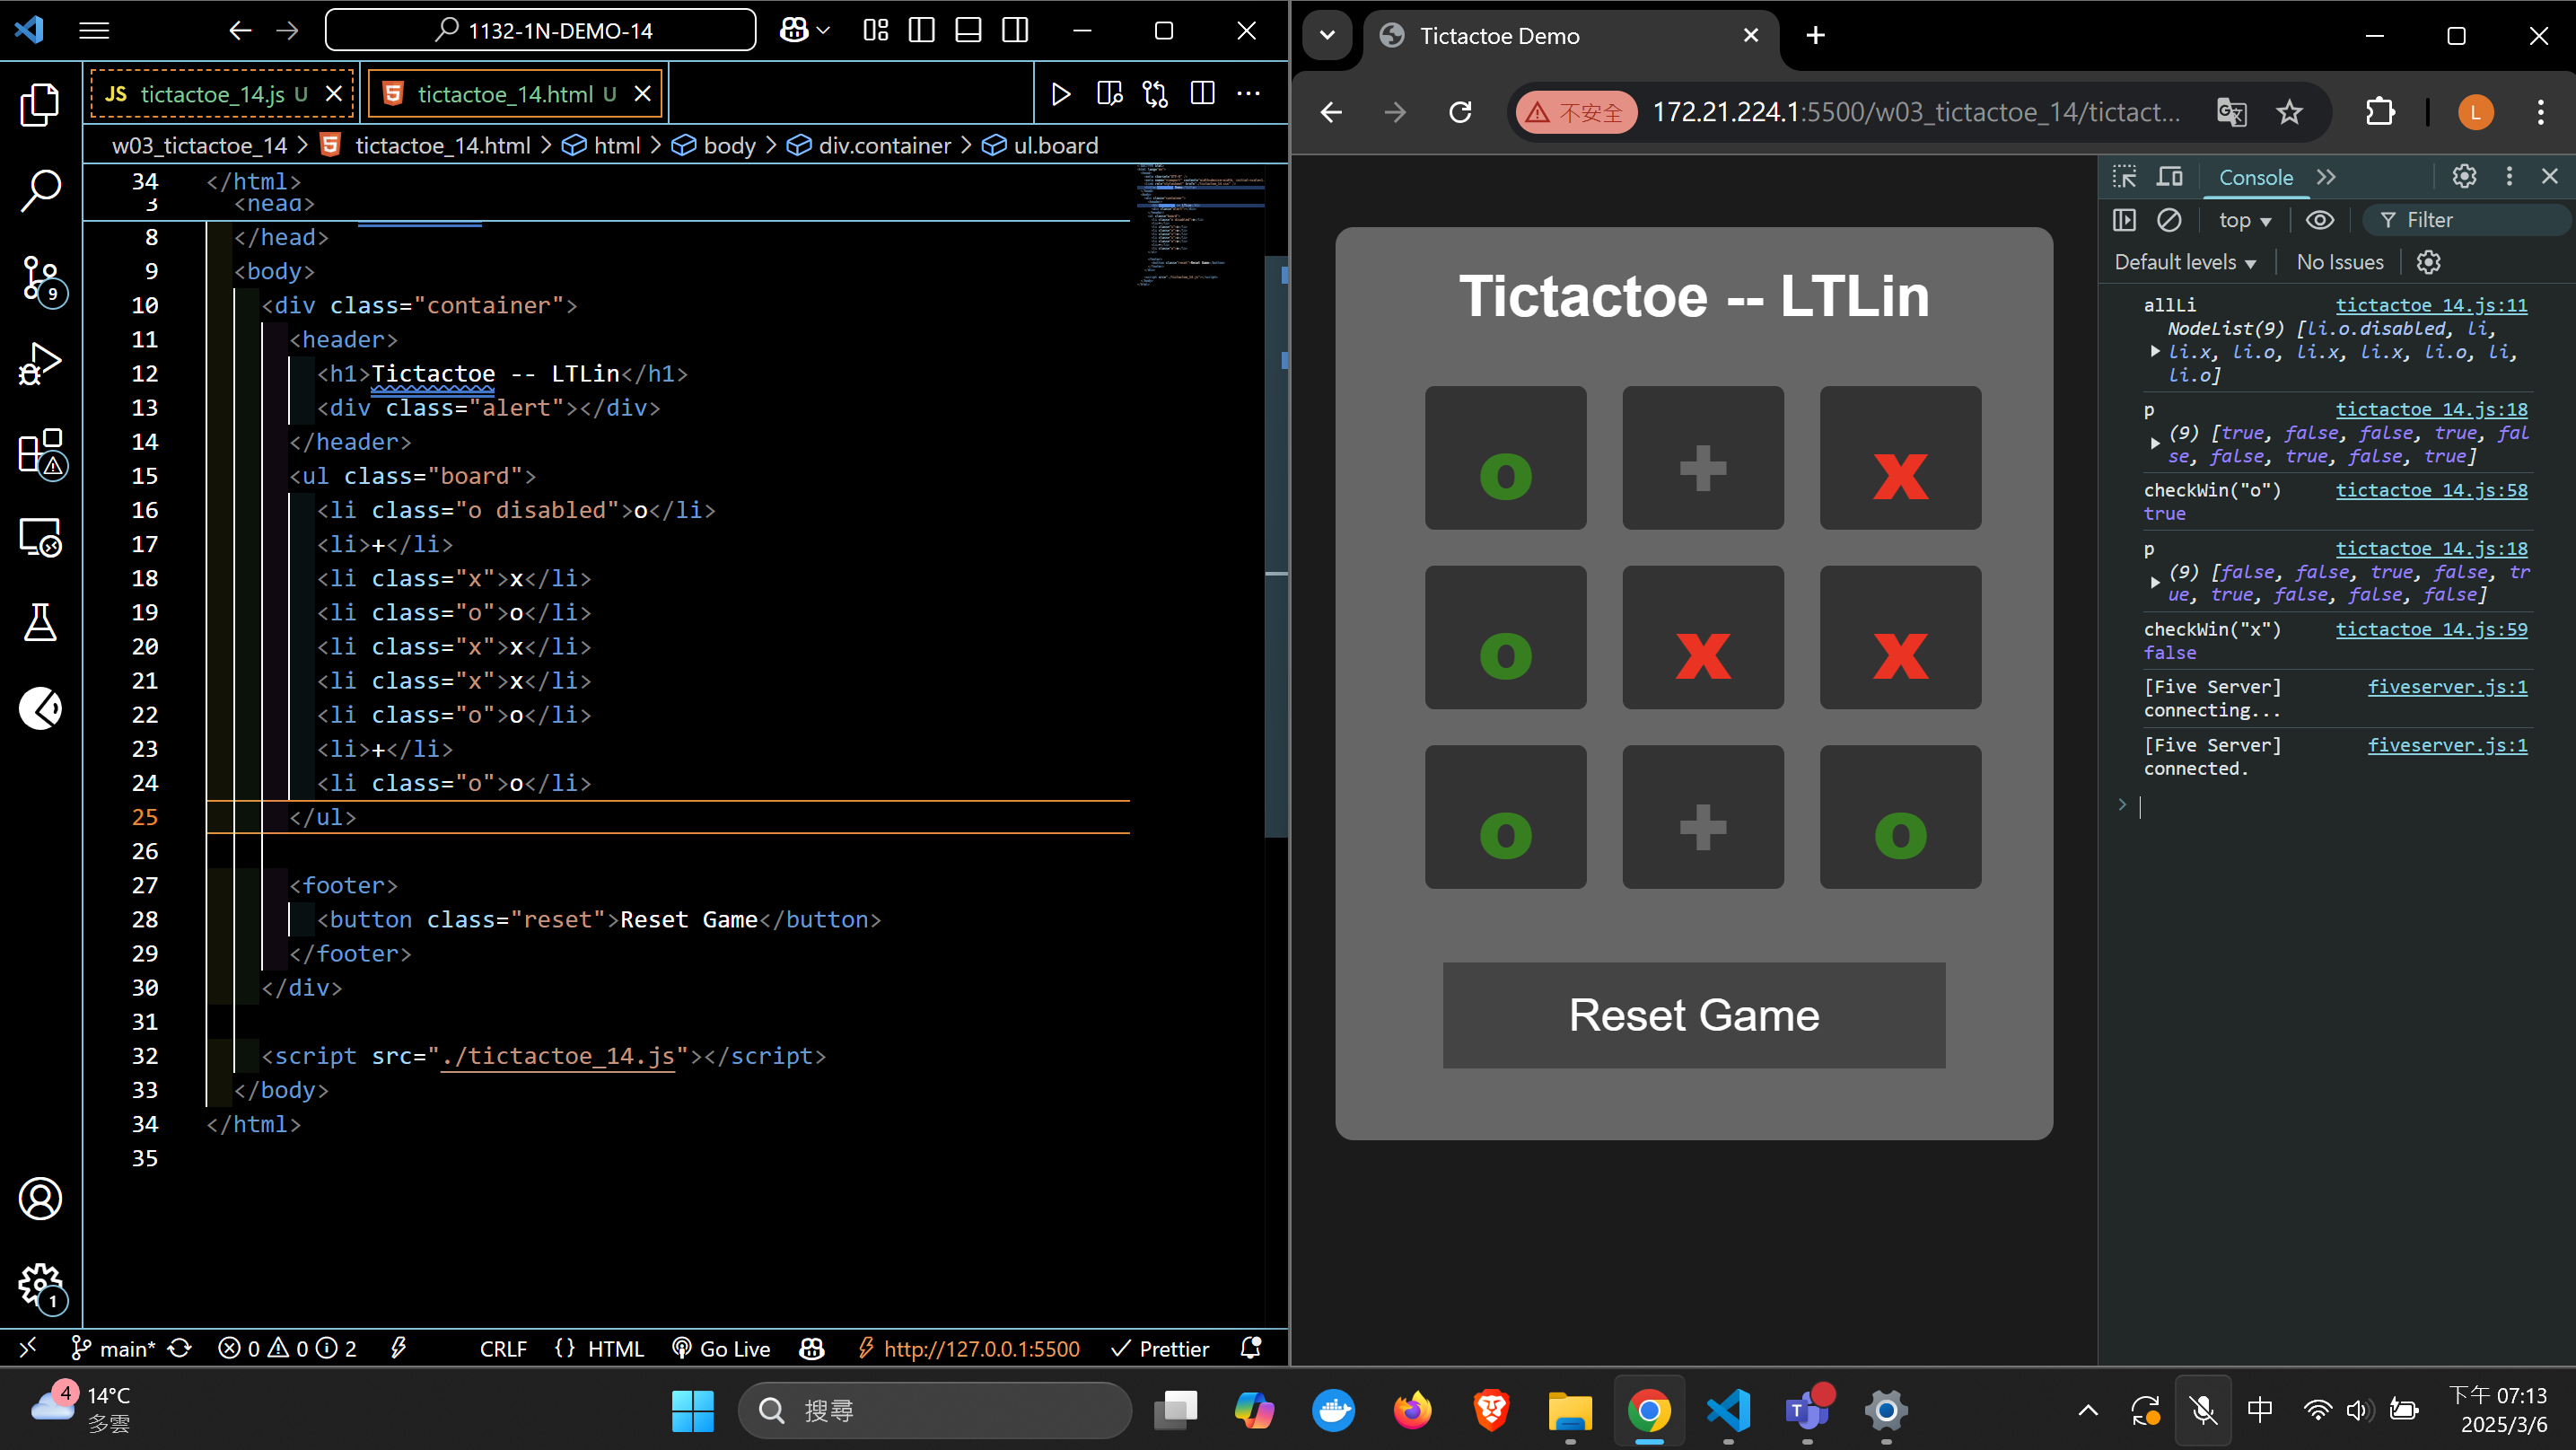 1132-1N-DEMO-14
JS tictactoe_14.js U
tictactoe_14.html U
w03_tictactoe_14 > tictactoe_14.html > html > body > div.container > ul.board
34 </html>
3 <head>
8 </head>
9 <body>
10 <div class="container">
11 <header>
12 <h1>Tictactoe -- LTLin</h1>
13 <div class="alert"></div>
14 </header>
15 <ul class="board">
16 <li class="o disabled">o</li>
17 <li>+</li>
18 <li class="x">x</li>
19 <li class="o">o</li>
20 <li class="x">x</li>
21 <li class="x">x</li>
22 <li class="o">o</li>
23 <li>+</li>
24 <li class="o">o</li>
25 </ul>
26
27 <footer>
28 <button class="reset">Reset Game</button>
29 </footer>
30 </div>
31
32 <script src="./tictactoe_14.js"></script>
33 </body>
34 </html>
35
9
1
main* 0 0 2 CRLF {} HTML Go Live http://127.0.0.1:5500 Prettier
Tictactoe Demo
不安全 172.21.224.1:5500/w03_tictactoe_14/tictact...
L
Tictactoe -- LTLin
o + x
o x x
o + o
Reset Game
Console
top Filter
Default levels No Issues
allLi tictactoe_14.js:11
NodeList(9) [li.o.disabled, li,
li.x, li.o, li.x, li.x, li.o, li,
li.o]
p tictactoe_14.js:18
(9) [true, false, false, true, fal
se, false, true, false, true]
checkWin("o") tictactoe_14.js:58
true
p tictactoe_14.js:18
(9) [false, false, true, false, tr
ue, true, false, false, false]
checkWin("x") tictactoe_14.js:59
false
[Five Server] fiveserver.js:1
connecting...
[Five Server] fiveserver.js:1
connected.
4 14°C
多雲
搜尋
T
中
下午 07:13
2025/3/6